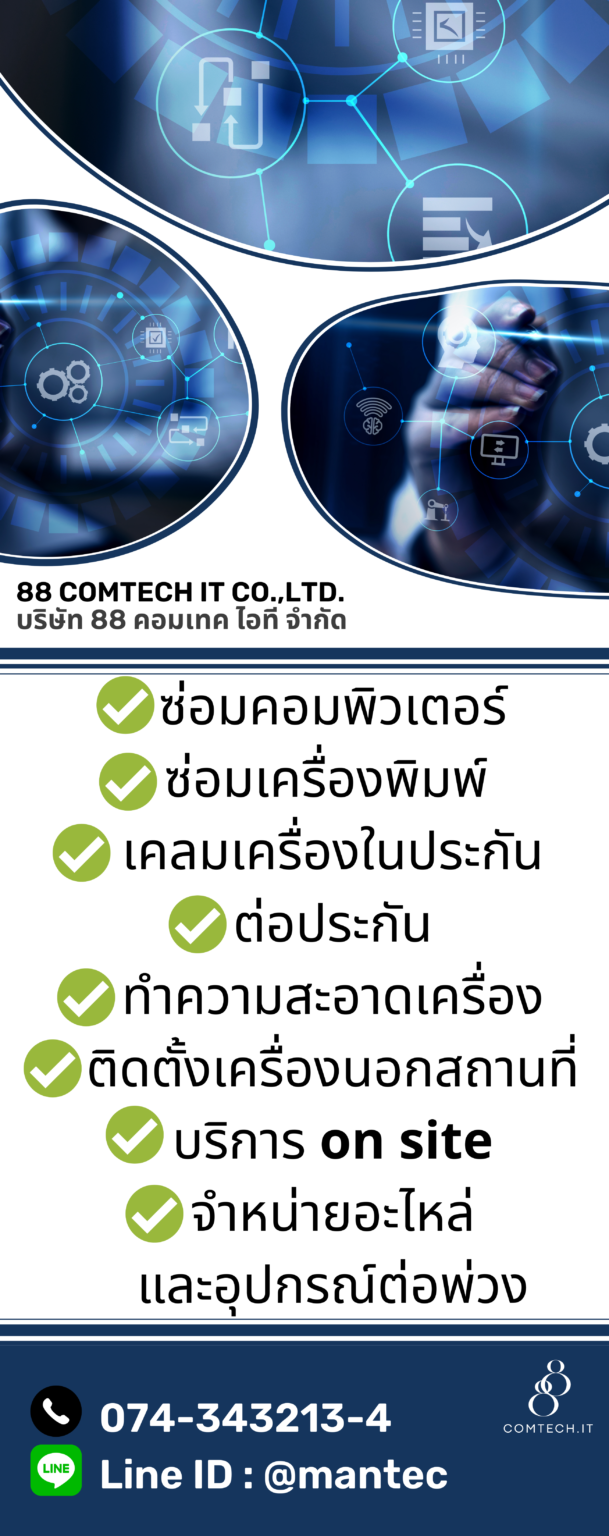 88 COMTECH IT CO.,LTD.
บริษัท 88 คอมเทค ไอที จำกัด
ซ่อมคอมพิวเตอร์
ซ่อมเครื่องพิมพ์
เคลมเครื่องในประกัน
ต่อประกัน
ทำความสะอาดเครื่อง
ติดตั้งเครื่องนอกสถานที่
บริการ on site
จำหน่ายอะไหล่
และอุปกรณ์ต่อพ่วง
88
COMTECH.IT
074-343213-4
LINE
Line ID : @mantec